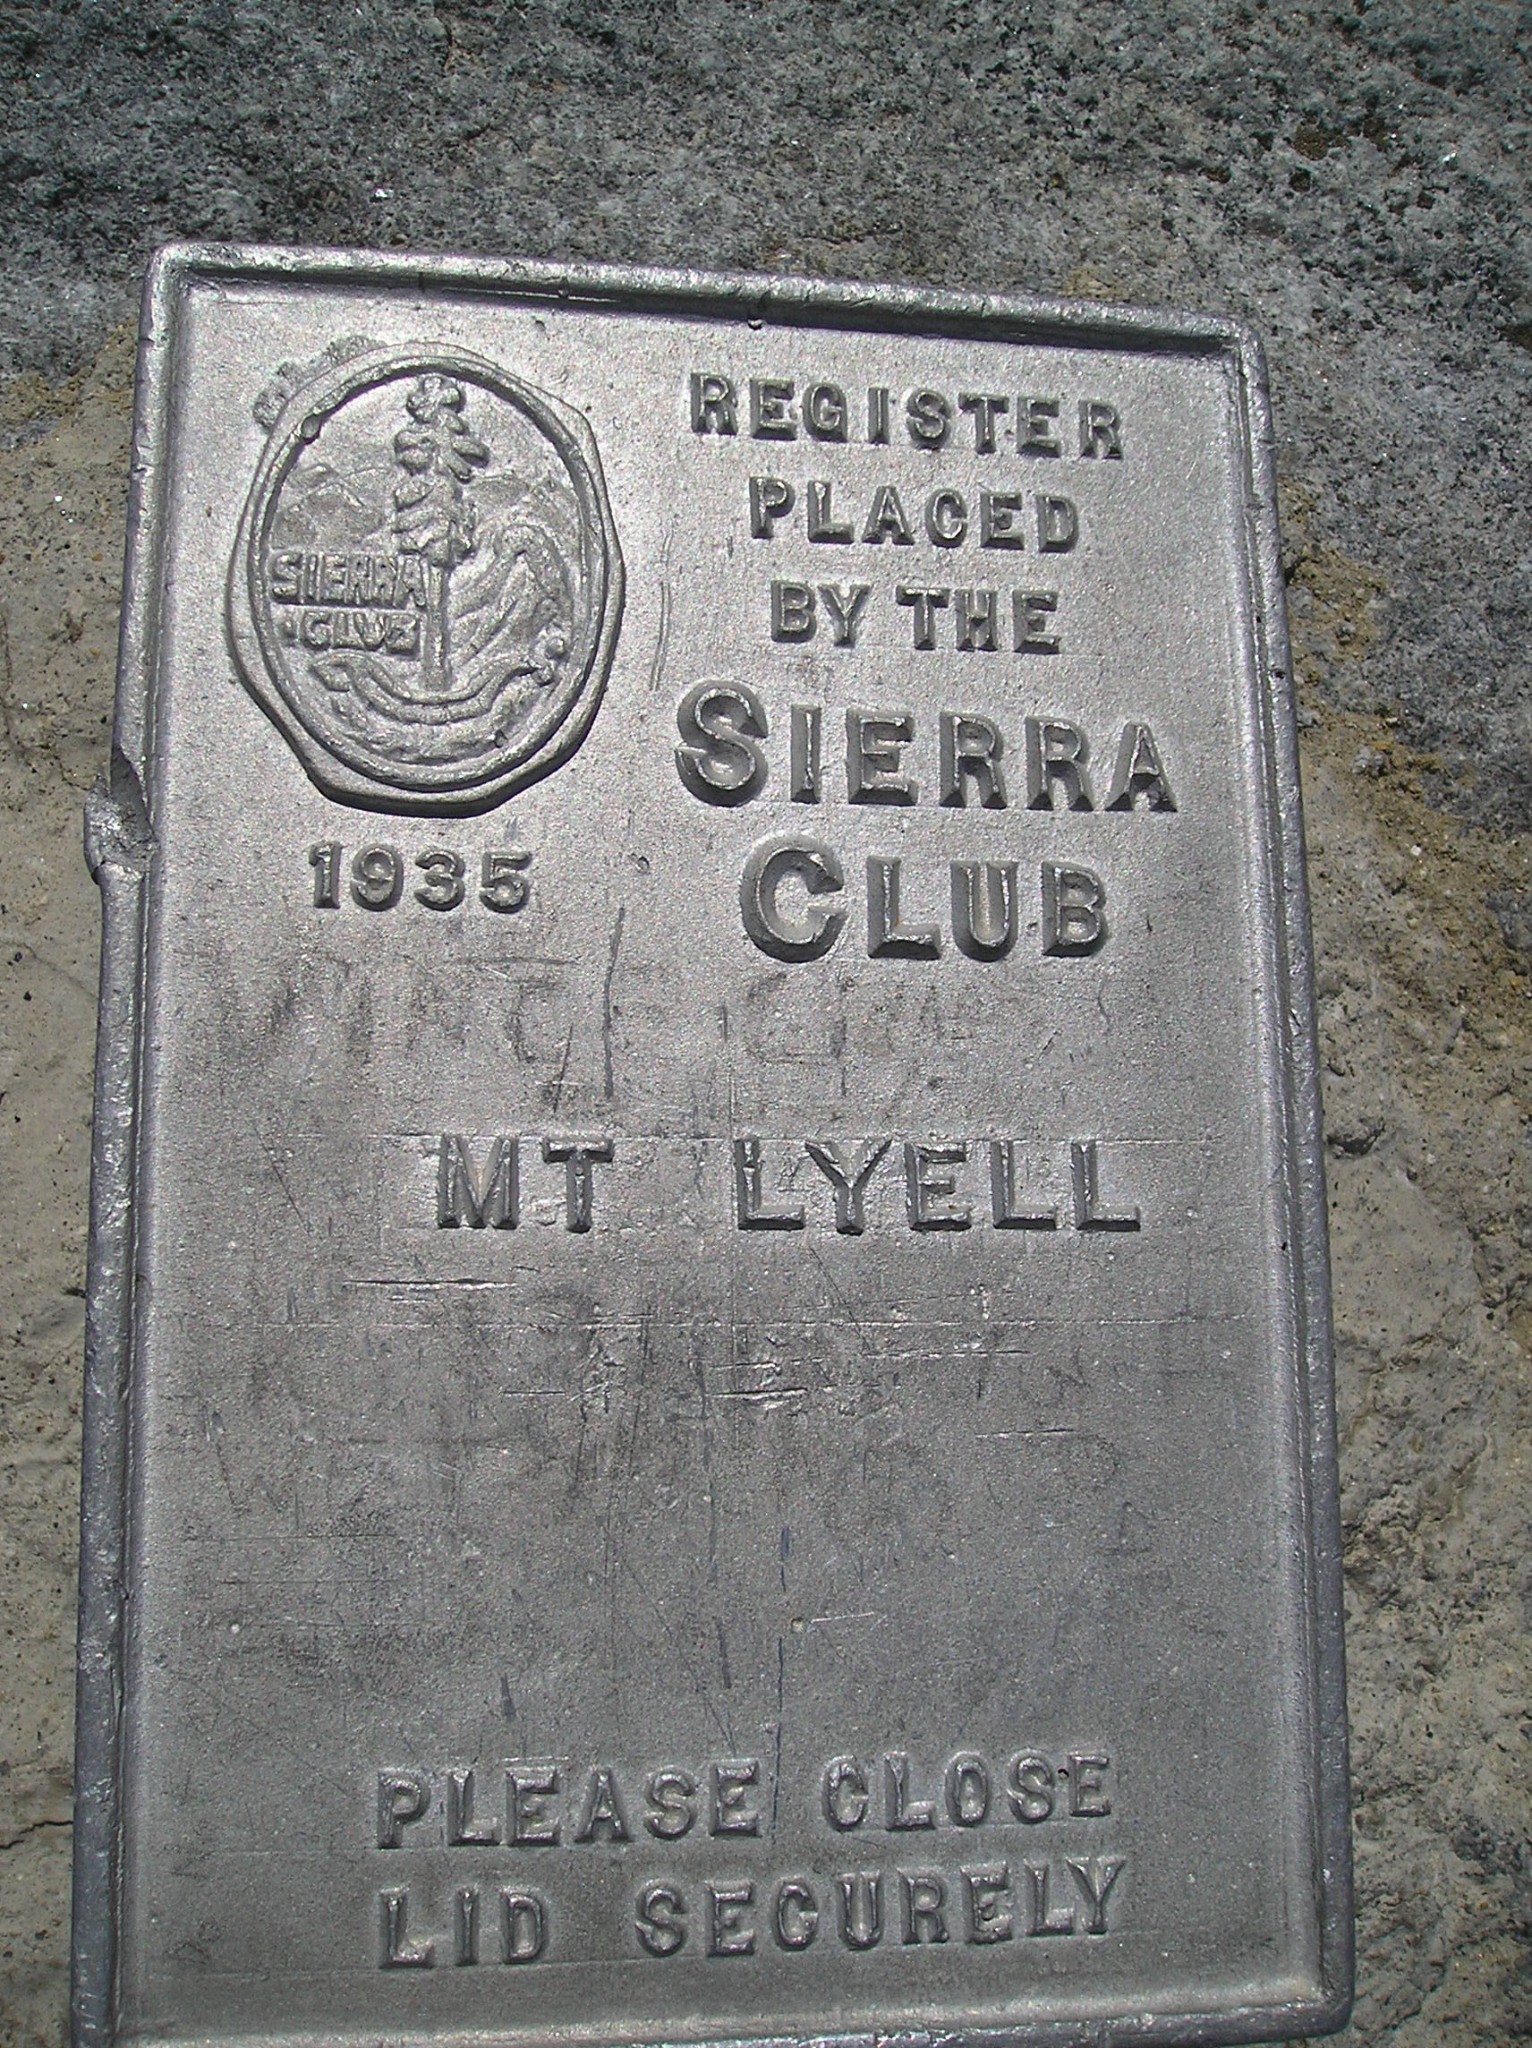 SIERRA
CLUB
1935
REGISTER
PLACED
BY THE
SIERRA
CLUB
MT LYELL
PLEASE CLOSE
LID SECURELY